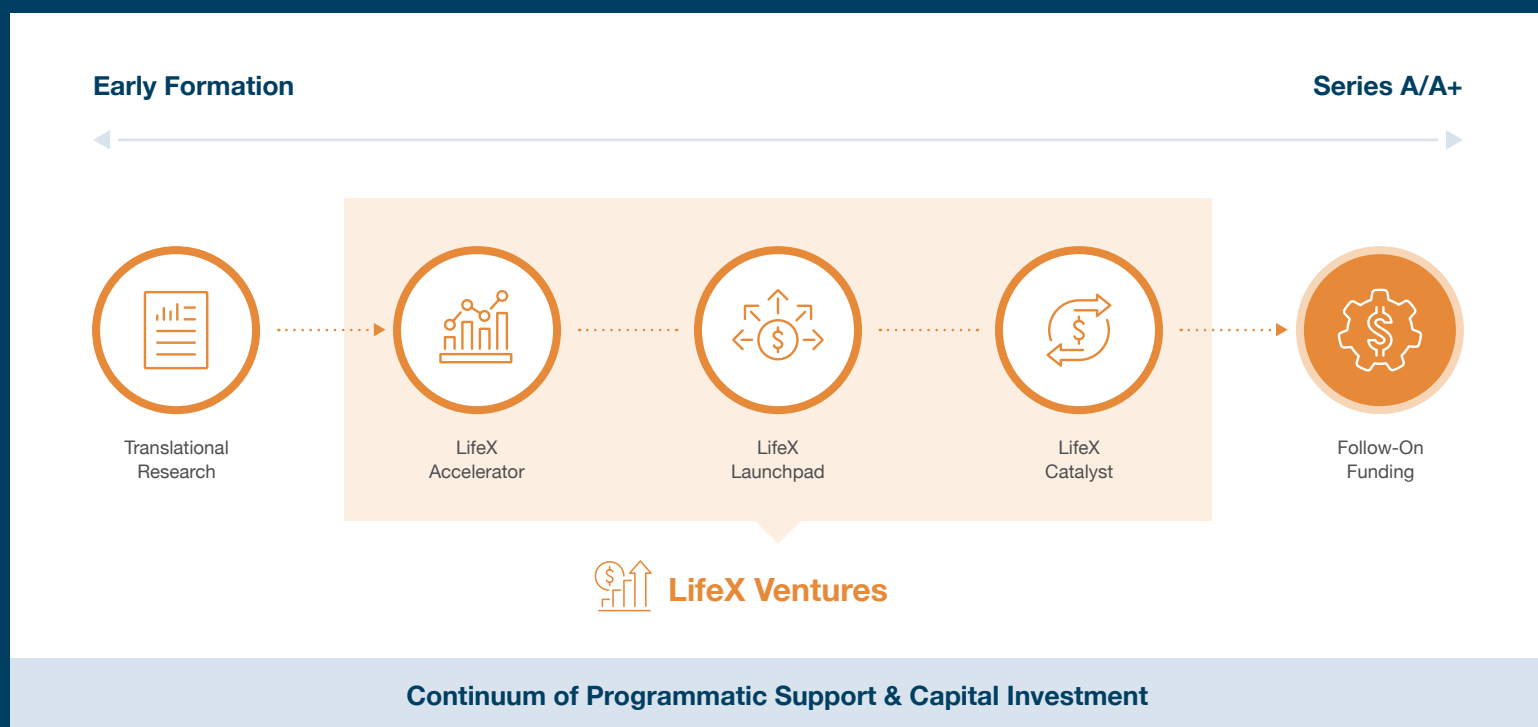 Early Formation
Series A/A+
Translational
Research
LifeX
Accelerator
LifeX
Launchpad
LifeX
Catalyst
Follow-On
Funding
LifeX Ventures
Continuum of Programmatic Support & Capital Investment